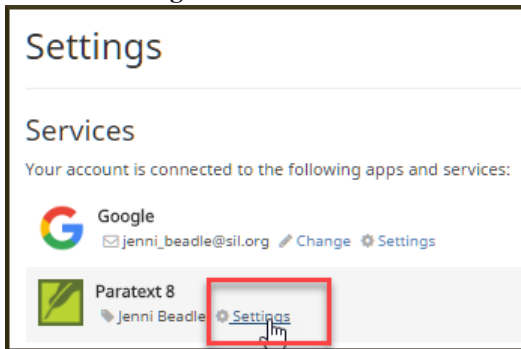 Settings
Services
Your account is connected to the following apps and services:
Google
jenni_beadle@sil.org Change Settings
Paratext 8
Jenni Beadle Settings